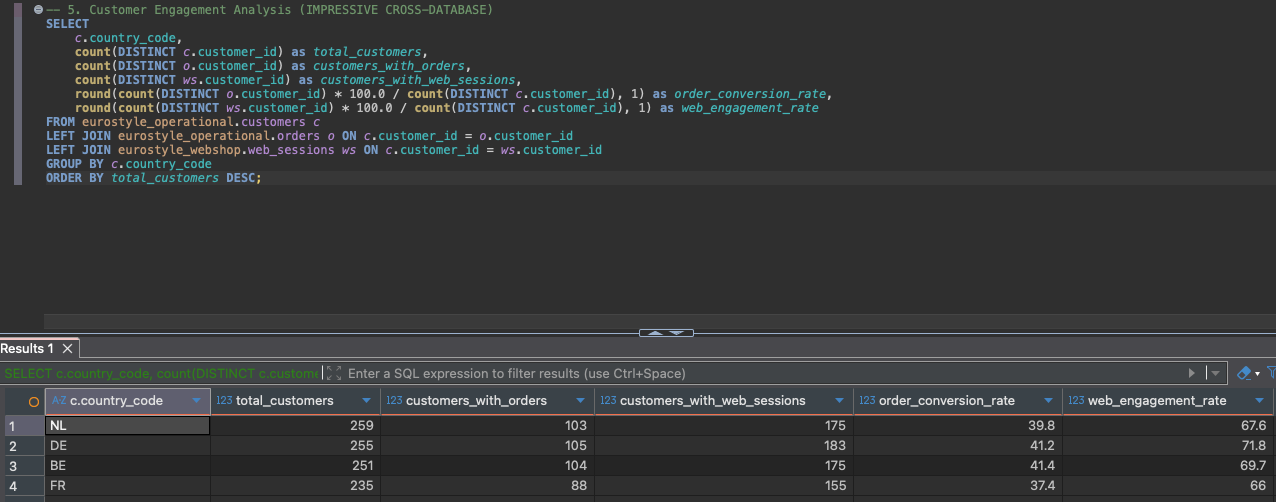 -- 5. Customer Engagement Analysis (IMPRESSIVE CROSS-DATABASE)
SELECT
    c.country_code,
    count(DISTINCT c.customer_id) as total_customers,
    count(DISTINCT o.customer_id) as customers_with_orders,
    count(DISTINCT ws.customer_id) as customers_with_web_sessions,
    round(count(DISTINCT o.customer_id) * 100.0 / count(DISTINCT c.customer_id), 1) as order_conversion_rate,
    round(count(DISTINCT ws.customer_id) * 100.0 / count(DISTINCT c.customer_id), 1) as web_engagement_rate
FROM eurostyle_operational.customers c
LEFT JOIN eurostyle_operational.orders o ON c.customer_id = o.customer_id
LEFT JOIN eurostyle_webshop.web_sessions ws ON c.customer_id = ws.customer_id
GROUP BY c.country_code
ORDER BY total_customers DESC;
Results 1
SELECT c.country_code, count(DISTINCT c.custome Enter a SQL expression to filter results (use Ctrl+Space)
A-Z c.country_code 123 total_customers 123 customers_with_orders 123 customers_with_web_sessions 123 order_conversion_rate 123 web_engagement_rate
1 NL 259 103 175 39.8 67.6
2 DE 255 105 183 41.2 71.8
3 BE 251 104 175 41.4 69.7
4 FR 235 88 155 37.4 66